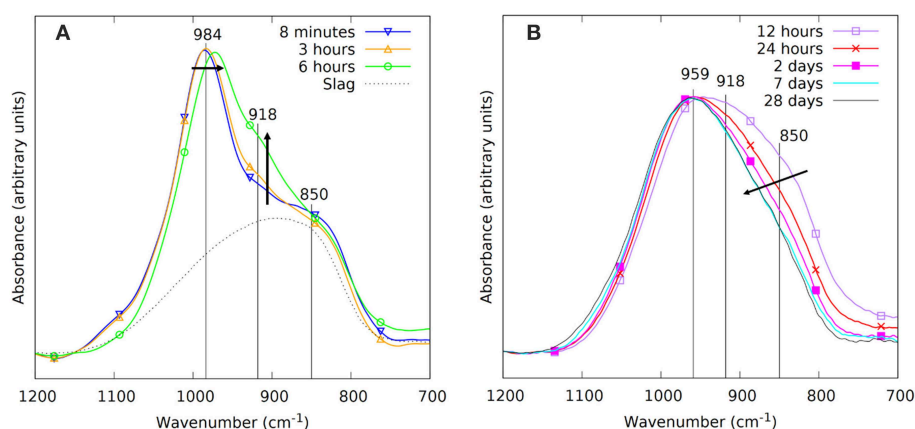 A
984
8 minutes
3 hours
6 hours
Slag
918
850
Absorbance (arbitrary units)
1200 1100 1000 900 800 700
Wavenumber (cm-1)
B
959
918
850
12 hours
24 hours
2 days
7 days
28 days
Absorbance (arbitrary units)
1200 1100 1000 900 800 700
Wavenumber (cm-1)